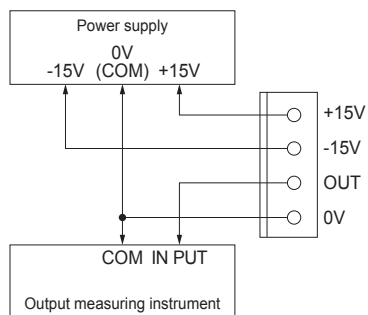 Power supply
0V
-15V (COM) +15V
+15V
-15V
OUT
0V
COM IN PUT
Output measuring instrument